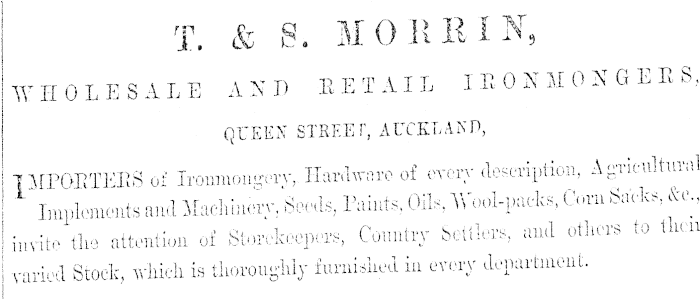 T. & S. MORRIN,
WHOLESALE AND RETAIL IRONMONGERS,
QUEEN STREET, AUCKLAND,
IMPORTERS of Ironmongery, Hardware of every description, Agricultural
Implements and Machinery, Seeds, Paints, Oils, Wool-packs, Corn Sacks, &c.,
invite the attention of Storekeepers, Country Settlers, and others to their
varied Stock, which is thoroughly furnished in every department.